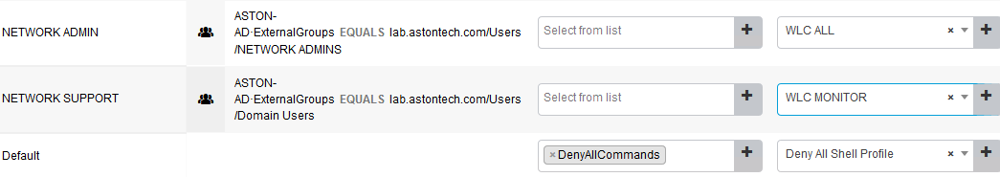 NETWORK ADMIN
ASTON-
AD·ExternalGroups EQUALS lab.astontech.com/Users
/NETWORK ADMINS
Select from list
+
WLC ALL × +
NETWORK SUPPORT
ASTON-
AD·ExternalGroups EQUALS lab.astontech.com/Users
/Domain Users
Select from list
+
WLC MONITOR × +
Default
×DenyAllCommands
+
Deny All Shell Profile × +